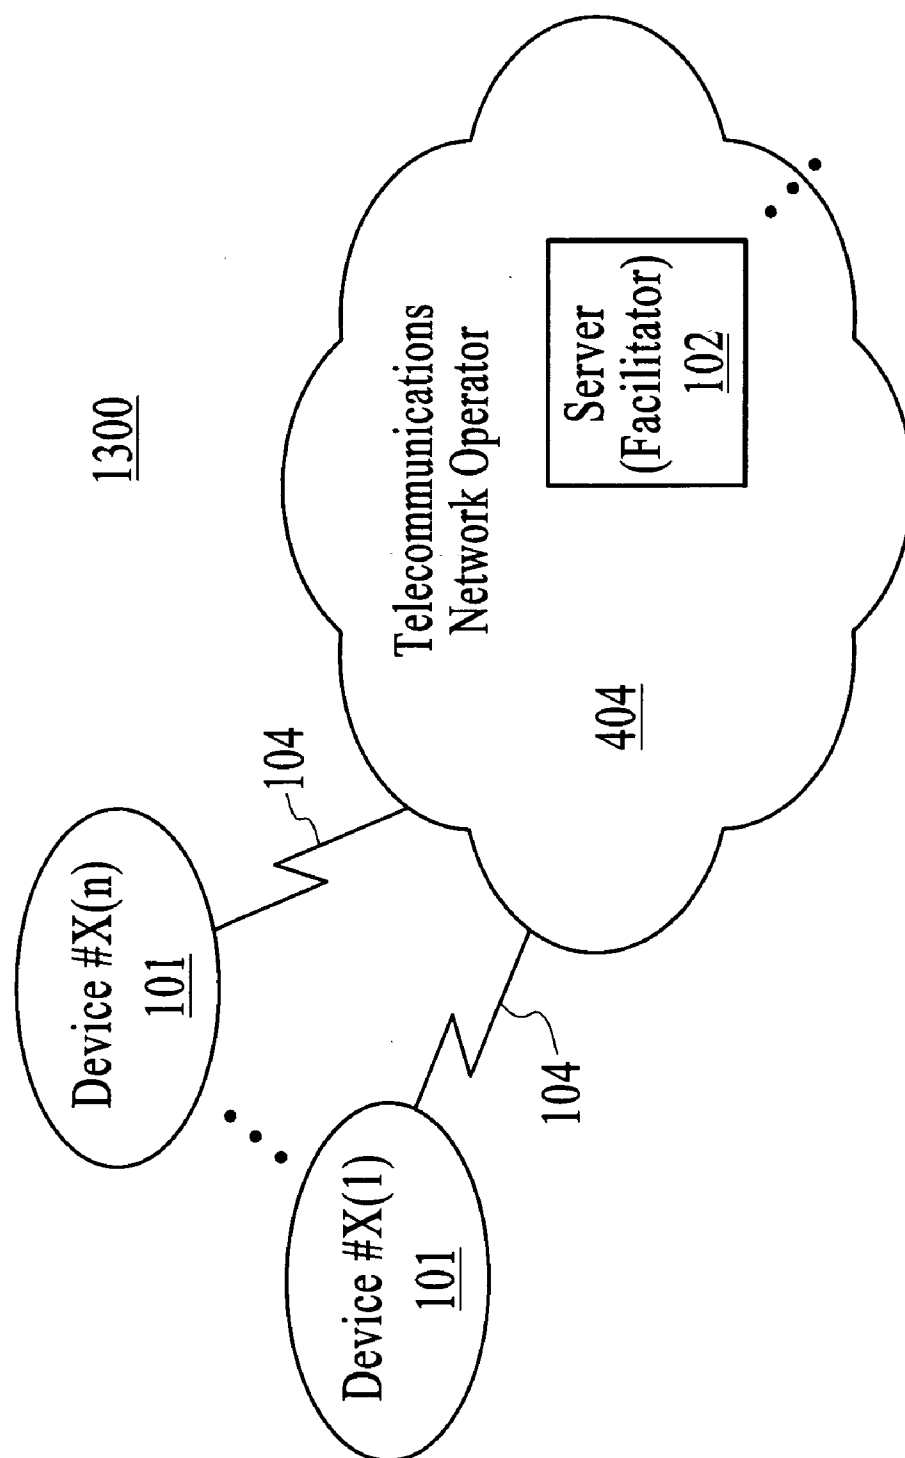 1300
Device #X(n)
101
104
Device #X(1)
101
104
Telecommunications
Network Operator
404
Server
(Facilitator)
102